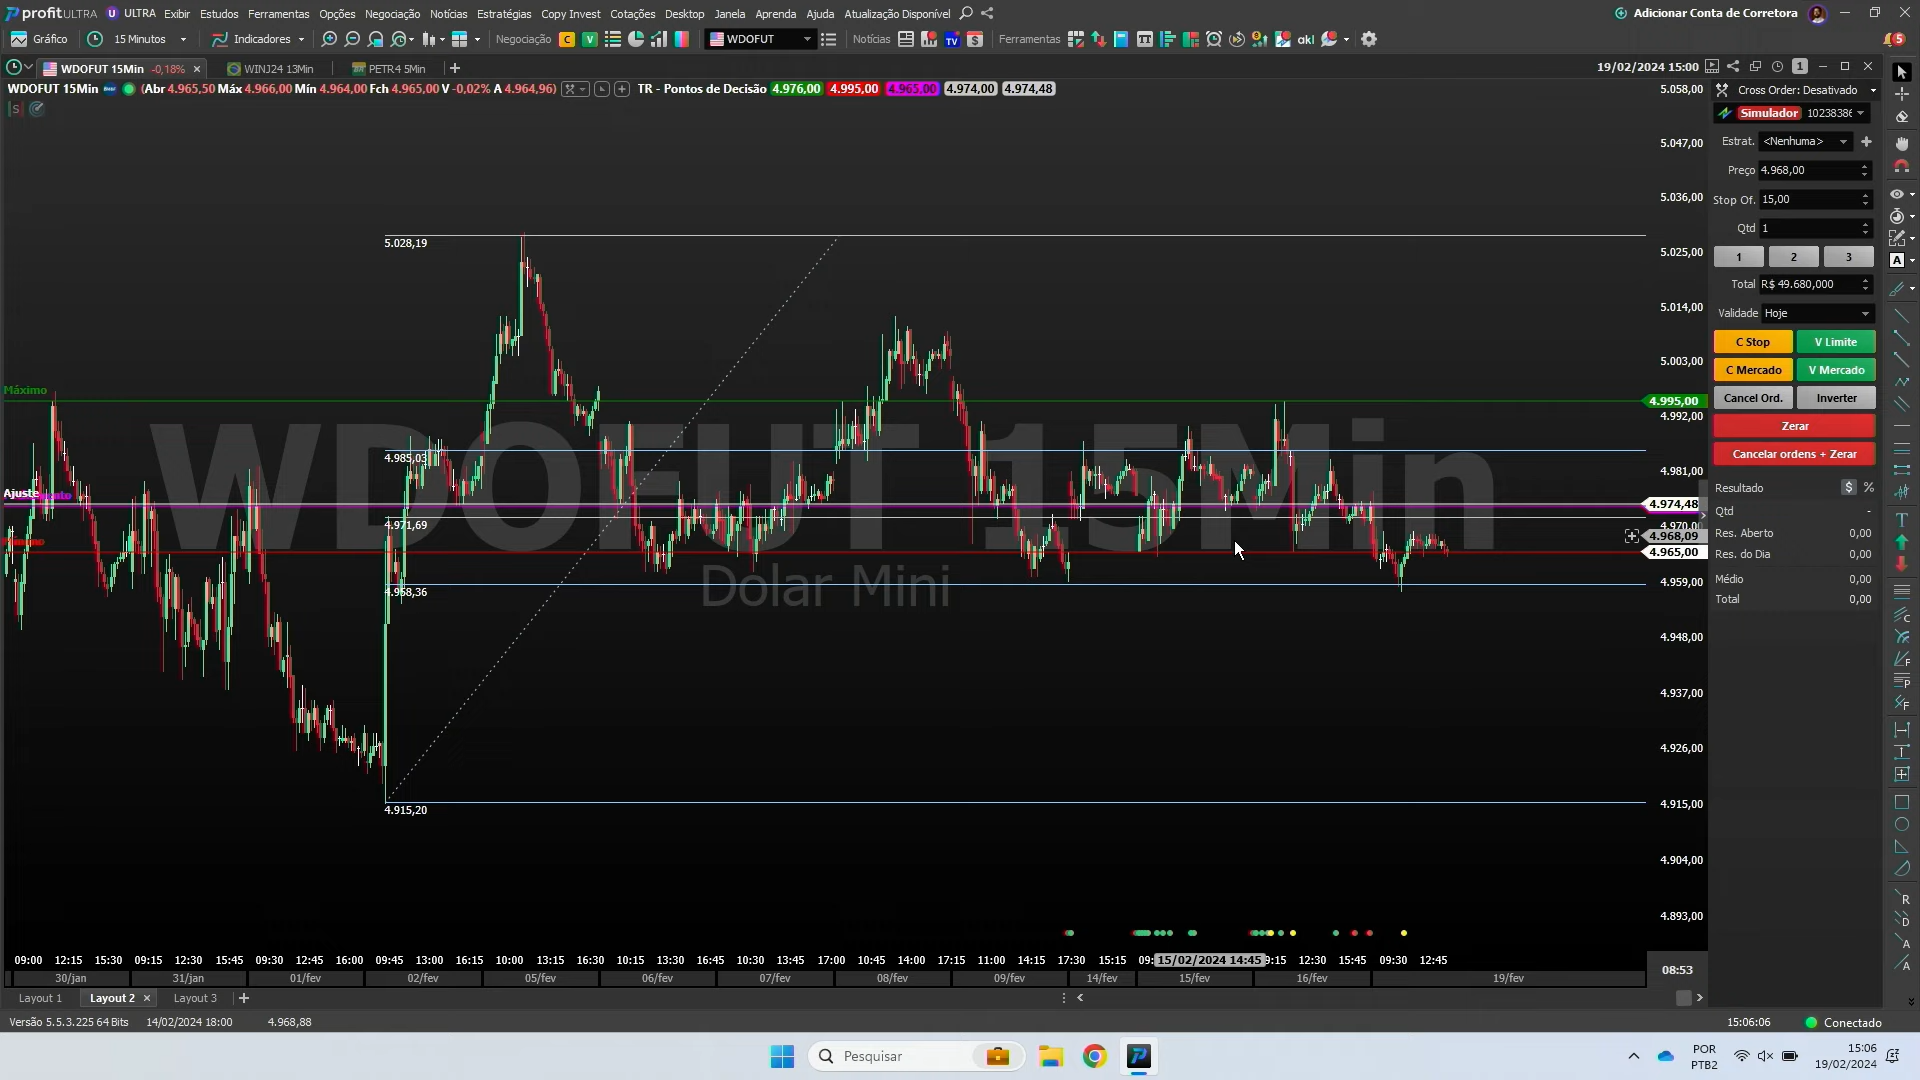 profitULTRA ULTRA Exibir Estudos Ferramentas Opções Negociação Notícias Estratégias Copy Invest Cotações Desktop Janela Aprenda Ajuda Atualização Disponível Adicionar Conta de Corretora
Gráfico 15 Minutos Indicadores Negociação C V WDOFUT Notícias TV $ Ferramentas TT akl 5
WDOFUT 15Min -0,18% WINJ24 13Min PETR4 5Min 19/02/2024 15:00 1
WDOFUT 15Min (Abr 4.965,50 Máx 4.966,00 Mín 4.964,00 Fch 4.965,00 V -0,02% A 4.964,96) TR - Pontos de Decisão 4.976,00 4.995,00 4.965,00 4.974,00 4.974,48
5.058,00
5.047,00
5.036,00
5.025,00
5.014,00
5.003,00
4.995,00
4.992,00
4.981,00
4.974,48
4.970,00
4.968,09
4.965,00
4.959,00
4.948,00
4.937,00
4.926,00
4.915,00
4.904,00
4.893,00
WDOFUT 15Min
Dolar Mini
5.028,19
4.985,03
4.971,69
4.958,36
4.915,20
Máximo
Ajuste
Cross Order: Desativado
Simulador 10238386
Estrat. <Nenhuma>
Preço 4.968,00
Stop Of. 15,00
Qtd 1
1 2 3
Total R$ 49.680,000
Validade Hoje
C Stop V Limite
C Mercado V Mercado
Cancel Ord. Inverter
Zerar
Cancelar ordens + Zerar
Resultado $ %
Qtd -
Res. Aberto 0,00
Res. do Dia 0,00
Médio 0,00
Total 0,00
09:00 12:15 15:30 09:15 12:30 15:45 09:30 12:45 16:00 09:45 13:00 16:15 10:00 13:15 16:30 10:15 13:30 16:45 10:30 13:45 17:00 10:45 14:00 17:15 11:00 14:15 17:30 15:15 15/02/2024 14:45 12:30 15:45 09:30 12:45
30/jan 31/jan 01/fev 02/fev 05/fev 06/fev 07/fev 08/fev 09/fev 14/fev 15/fev 16/fev 19/fev
08:53
Layout 1 Layout 2 Layout 3
Versão 5.5.3.225 64 Bits 14/02/2024 18:00 4.968,88 15:06:06 Conectado
Pesquisar
POR
PTB2
15:06
19/02/2024